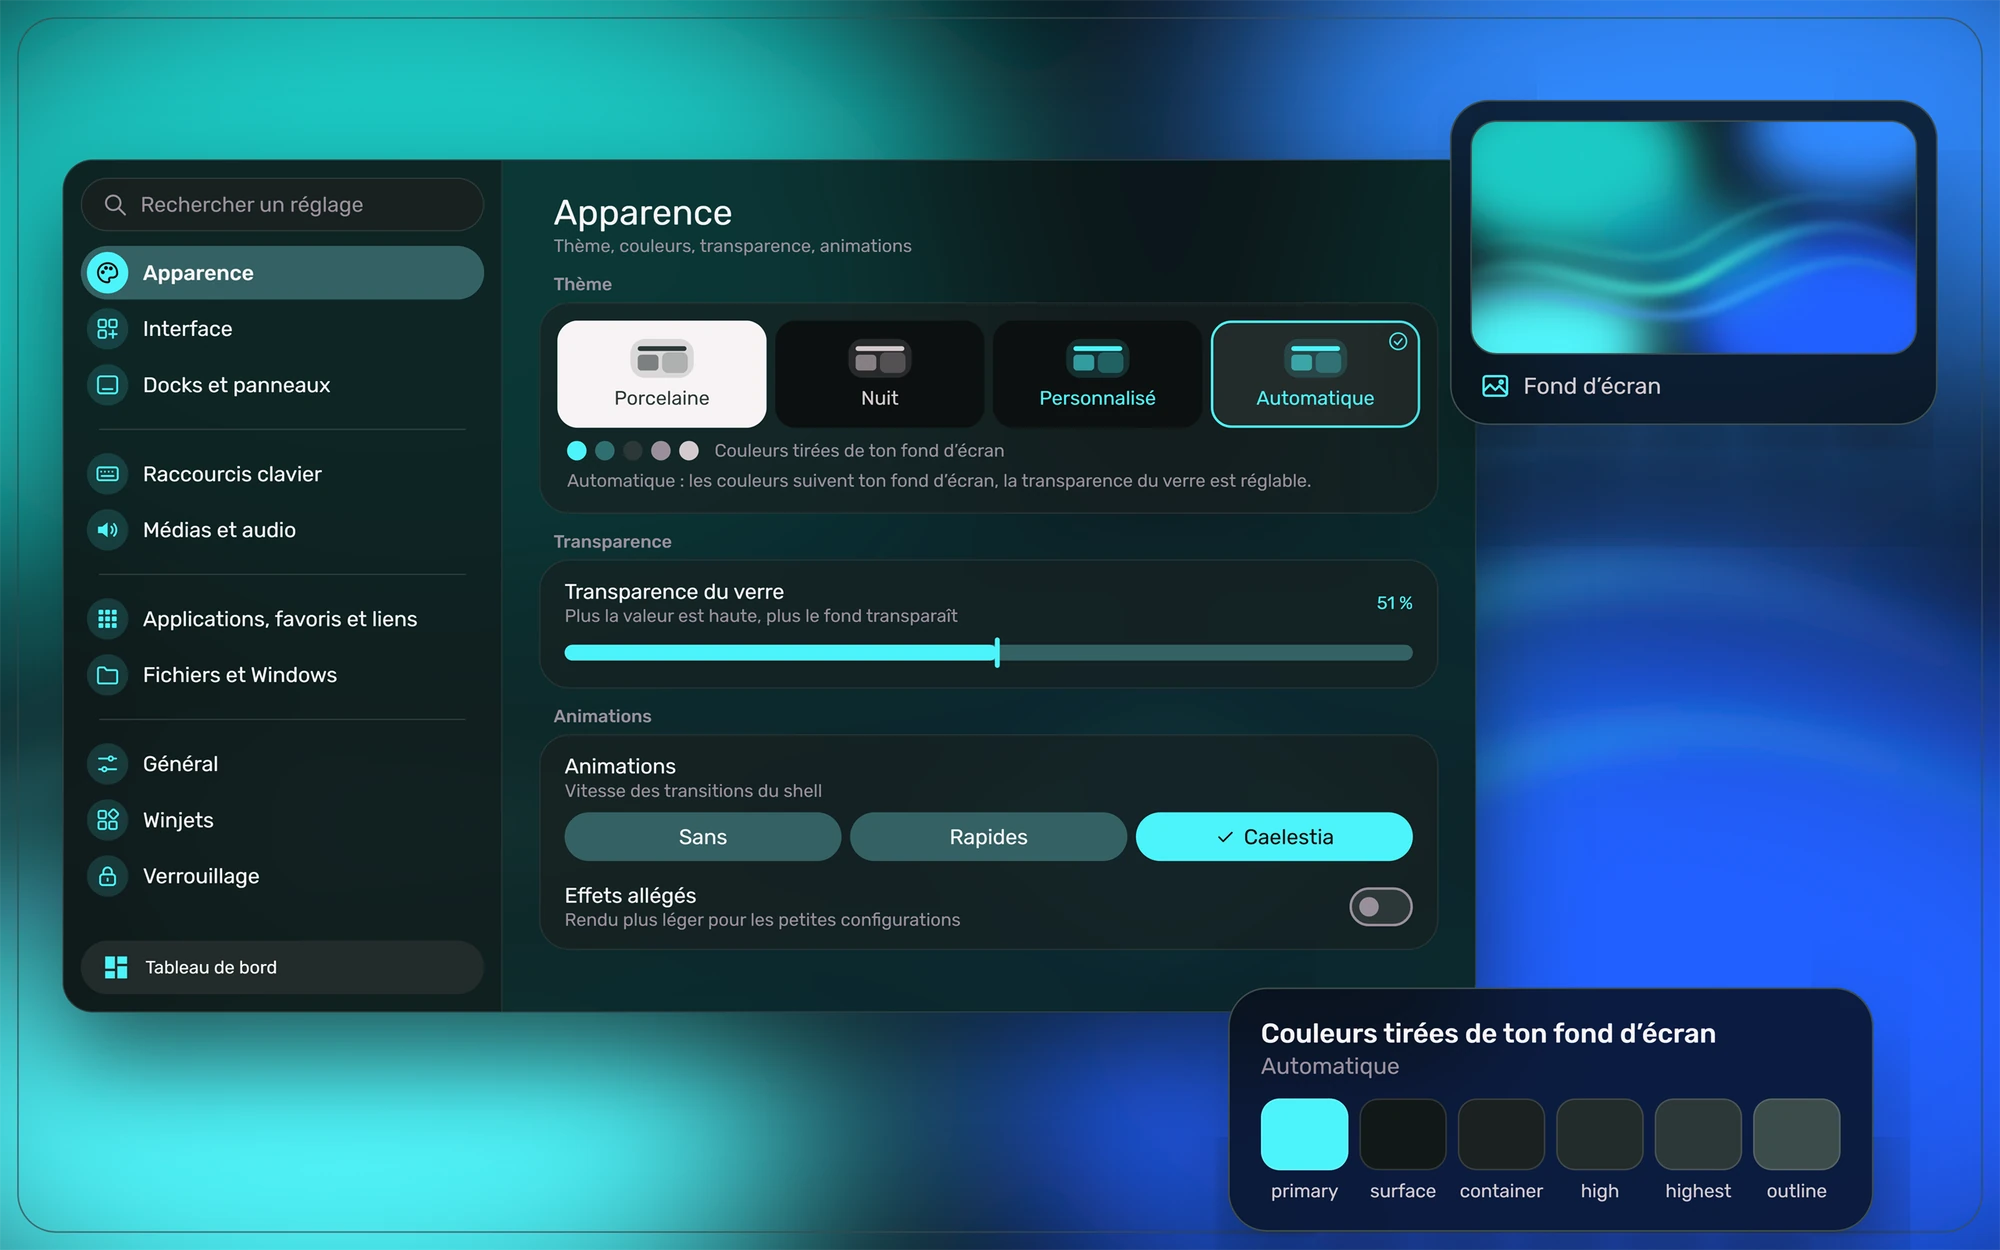 Rechercher un réglage
Apparence
Interface
Docks et panneaux
Raccourcis clavier
Médias et audio
Applications, favoris et liens
Fichiers et Windows
Général
Winjets
Verrouillage
Tableau de bord
Apparence
Thème, couleurs, transparence, animations
Thème
Porcelaine
Nuit
Personnalisé
Automatique
Couleurs tirées de ton fond d’écran
Automatique : les couleurs suivent ton fond d’écran, la transparence du verre est réglable.
Transparence
Transparence du verre
51 %
Plus la valeur est haute, plus le fond transparaît
Animations
Animations
Vitesse des transitions du shell
Sans
Rapides
Caelestia
Effets allégés
Rendu plus léger pour les petites configurations
Fond d’écran
Couleurs tirées de ton fond d’écran
Automatique
primary
surface
container
high
highest
outline